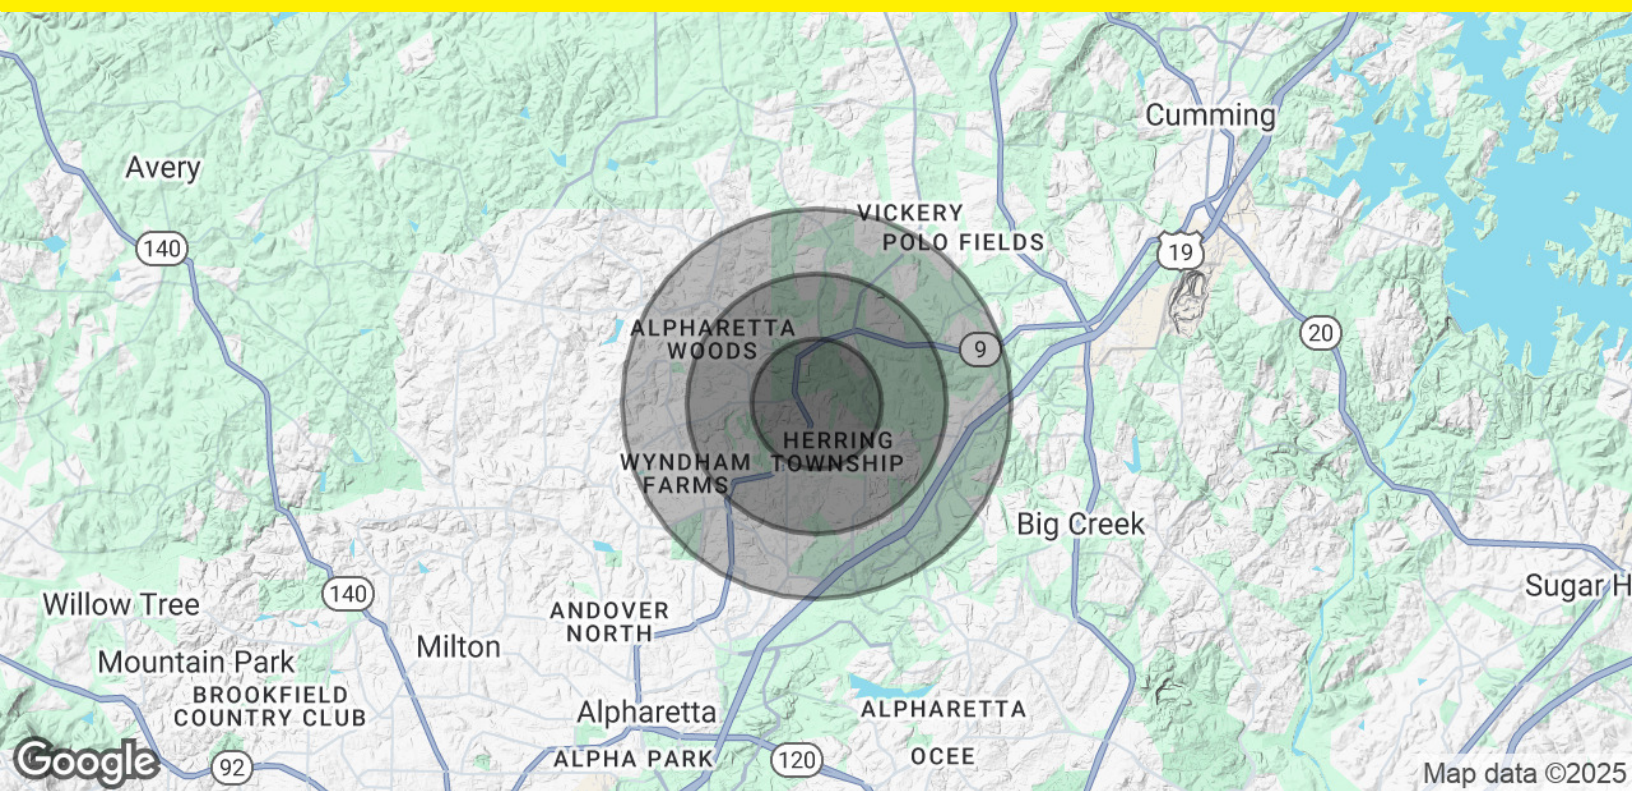 Cumming
Avery
VICKERY
POLO FIELDS
140
19
ALPHARETTA
WOODS
9
20
HERRING
TOWNSHIP
WYNDHAM
FARMS
Big Creek
140
Willow Tree
ANDOVER
NORTH
Sugar H
Milton
Mountain Park
BROOKFIELD
COUNTRY CLUB
Alpharetta
ALPHARETTA
ALPHA PARK
120
OCEE
Google
92
Map data ©2025